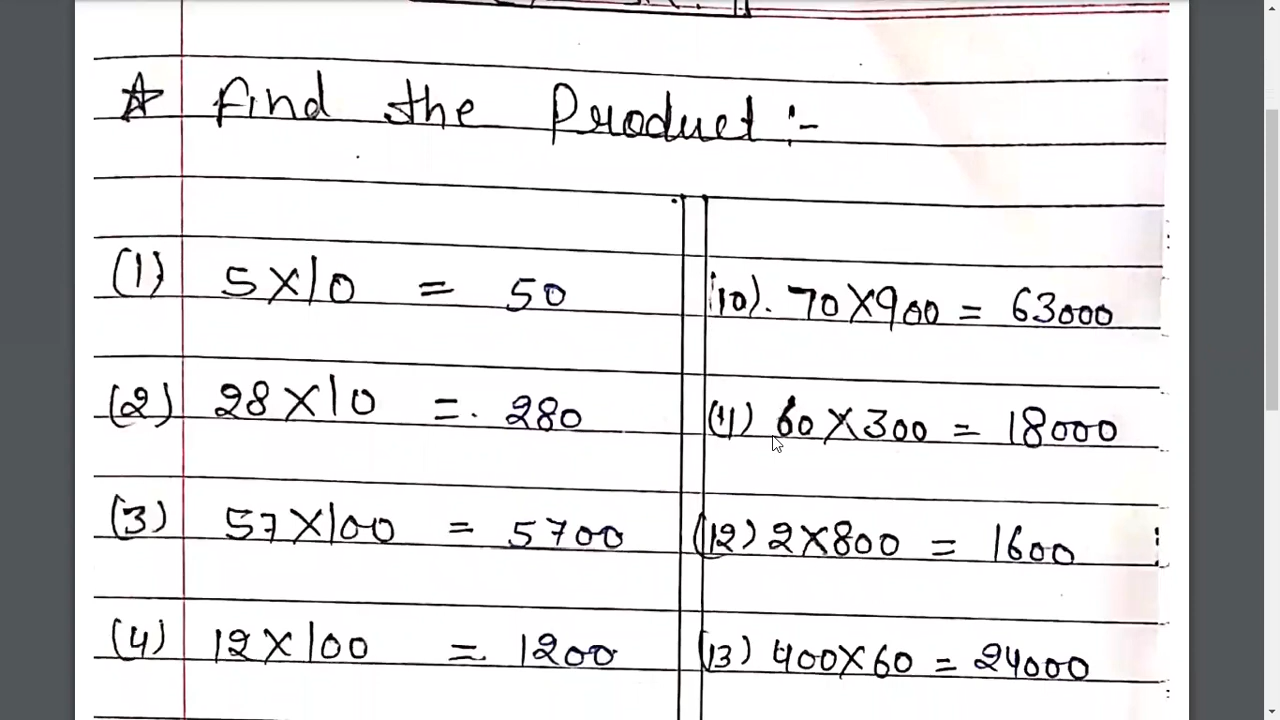 ☆ Find the Product :-
(1) 5 X 10 = 50
(2) 28 X 10 = 280
(3) 57 X 100 = 5700
(4) 12 X 100 = 1200
(10). 70 X 900 = 63000
(11) 60 X 300 = 18000
(12) 2 X 800 = 1600
(13) 400 X 60 = 24000